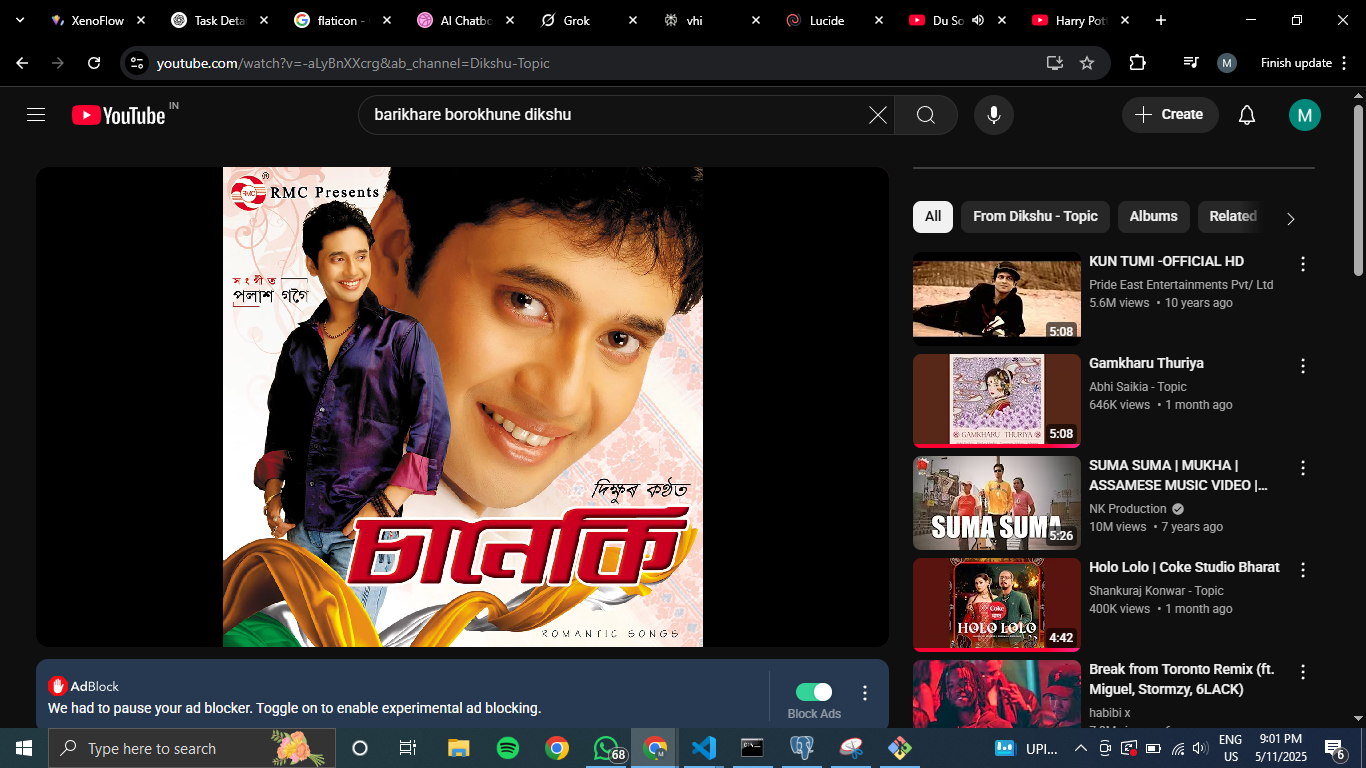 XenoFlow
Task Detai
flaticon -
AI Chatbo
Grok
vhi
Lucide
Du So
Harry Pott
youtube.com/watch?v=-aLyBnXXcrg&ab_channel=Dikshu-Topic
M
Finish update
YouTube IN
barikhare borokhune dikshu
Create
M
RMC
®
RMC Presents
সংগীত
পলাশ গগৈ
দিক্ষুৰ কণ্ঠত
চানেকি
ROMANTIC SONGS
All
From Dikshu - Topic
Albums
Related
KUN TUMI -OFFICIAL HD
Pride East Entertainments Pvt/ Ltd
5.6M views • 10 years ago
5:08
Gamkharu Thuriya
Abhi Saikia - Topic
646K views • 1 month ago
GAMKHARU THURIYA
5:08
SUMA SUMA | MUKHA |
ASSAMESE MUSIC VIDEO |...
NK Production
10M views • 7 years ago
SUMA SUMA
5:26
Holo Lolo | Coke Studio Bharat
Shankuraj Konwar - Topic
400K views • 1 month ago
Coke
HOLO LOLO
4:42
Break from Toronto Remix (ft.
Miguel, Stormzy, 6LACK)
habibi x
AdBlock
We had to pause your ad blocker. Toggle on to enable experimental ad blocking.
Block Ads
Type here to search
68
M
UPI...
ENG
US
9:01 PM
5/11/2025
6